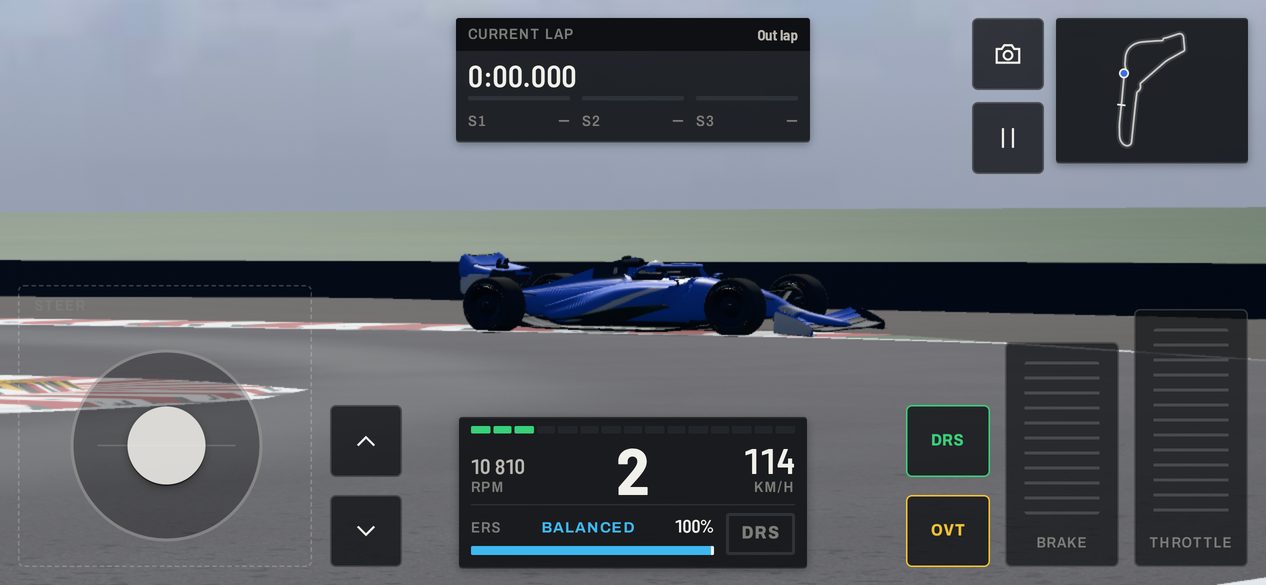 CURRENT LAP Out lap
0:00.000
S1 — S2 — S3 —
STEER
10 810 RPM
2
114 KM/H
ERS BALANCED 100% DRS
DRS
OVT
BRAKE
THROTTLE